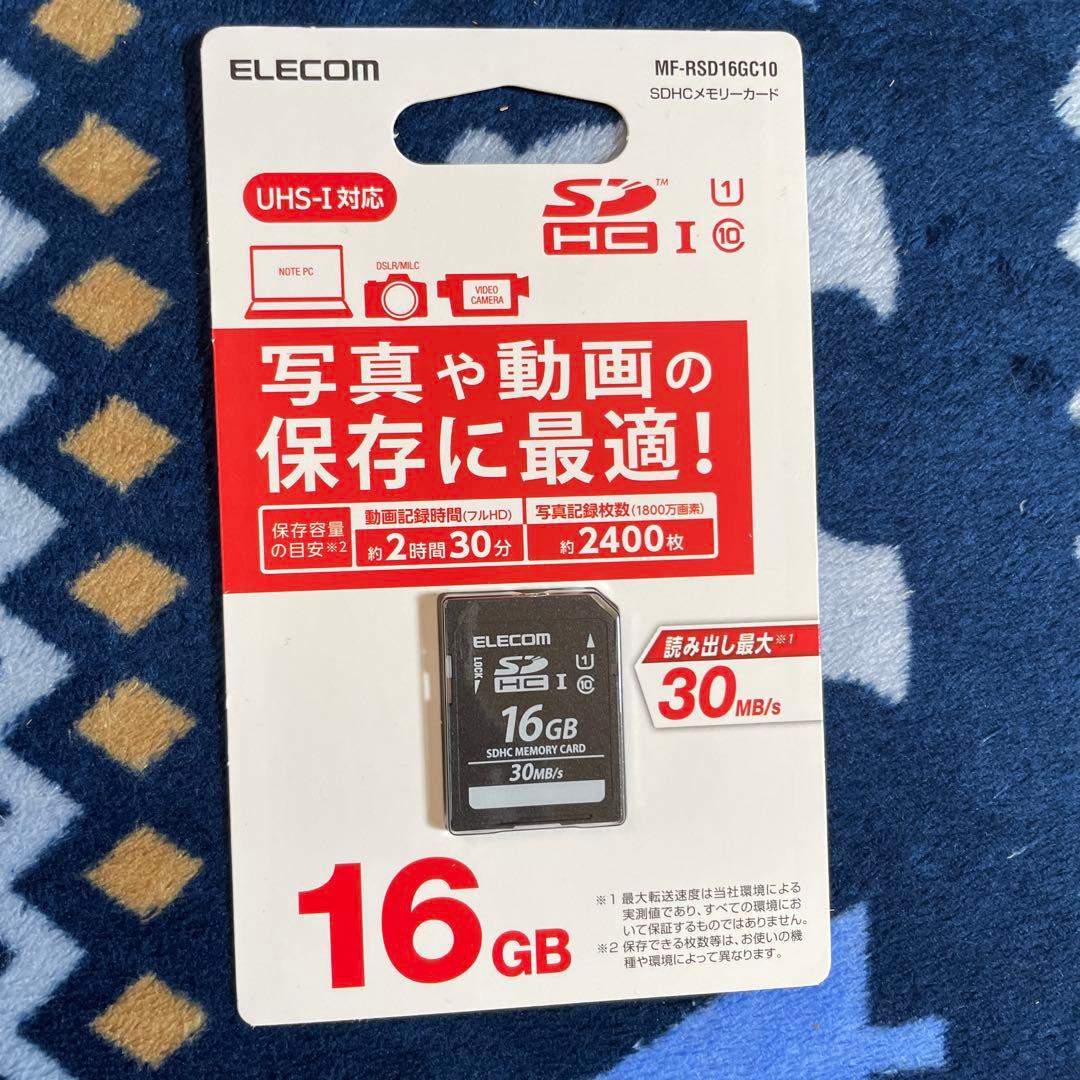 ELECOM
MF-RSD16GC10
SDHCメモリーカード
UHS-I 対応
SD™
HC I
1
10
NOTE PC
DSLR/MILC
VIDEO
CAMERA
写真や動画の
保存に最適!
保存容量
の目安※2
動画記録時間(フルHD)
約2時間30分
写真記録枚数(1800万画素)
約2400枚
ELECOM
LOCK
SD
HC I
1
10
16GB
SDHC MEMORY CARD
30MB/s
読み出し最大※1
30MB/s
16GB
※1 最大転送速度は当社環境による
実測値であり、すべての環境にお
いて保証するものではありません。
※2 保存できる枚数等は、お使いの機
種や環境によって異なります。